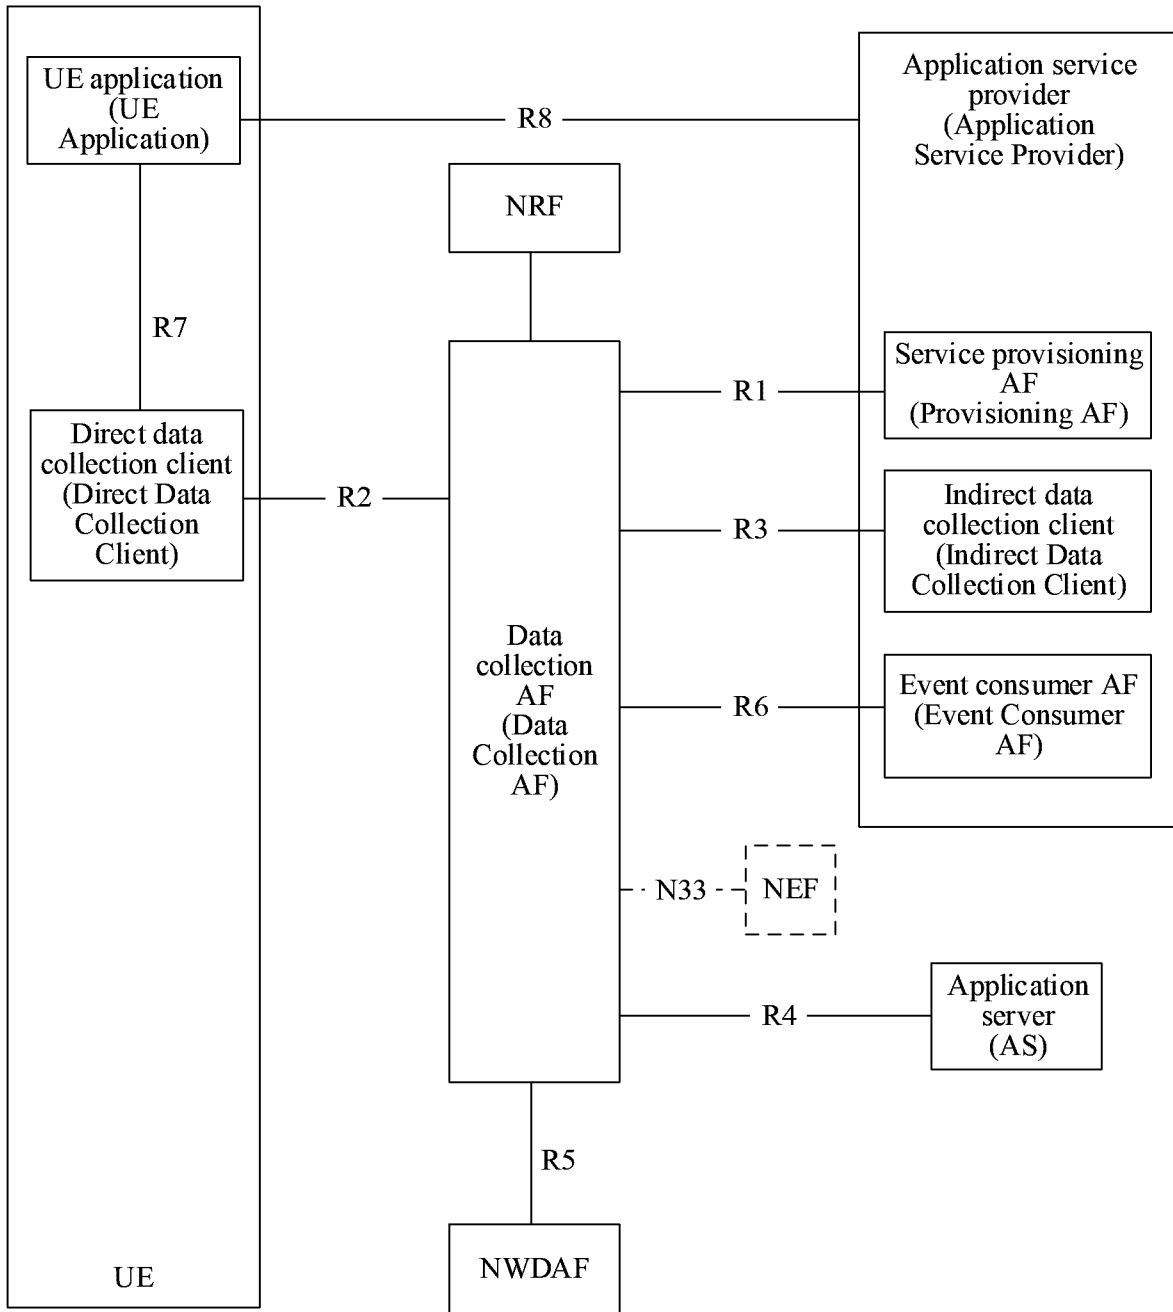 UE application
(UE
Application)
R8
Application service
provider
(Application
Service Provider)
NRF
R7
R1
Service provisioning
AF
(Provisioning AF)
Direct data
collection client
(Direct Data
Collection
Client)
R2
R3
Indirect data
collection client
(Indirect Data
Collection Client)
Data
collection
AF
(Data
Collection
AF)
R6
Event consumer AF
(Event Consumer
AF)
N33
NEF
R4
Application
server
(AS)
R5
UE
NWDAF